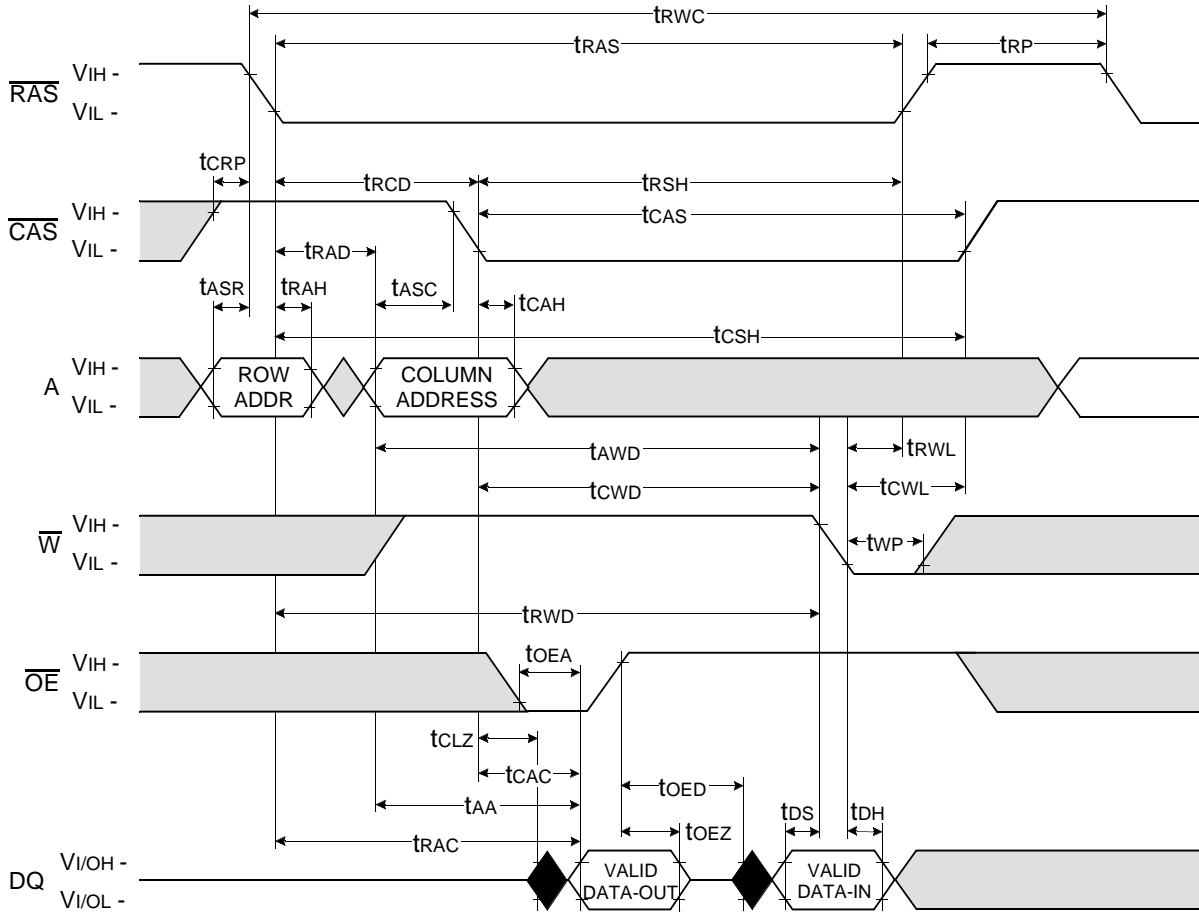 tRWC
tRAS
tRP
RAS
VIH -
VIL -
tCRP
tRCD
tRSH
CAS
VIH -
VIL -
tCAS
tRAD
tASR
tRAH
tASC
tCAH
tCSH
A
VIH -
VIL -
ROW
ADDR
COLUMN
ADDRESS
tAWD
tRWL
tCWD
tCWL
W
VIH -
VIL -
tWP
tRWD
OE
VIH -
VIL -
tOEA
tCLZ
tCAC
tOED
tAA
tOEZ
tDS
tDH
tRAC
DQ
VI/OH -
VI/OL -
VALID
DATA-OUT
VALID
DATA-IN